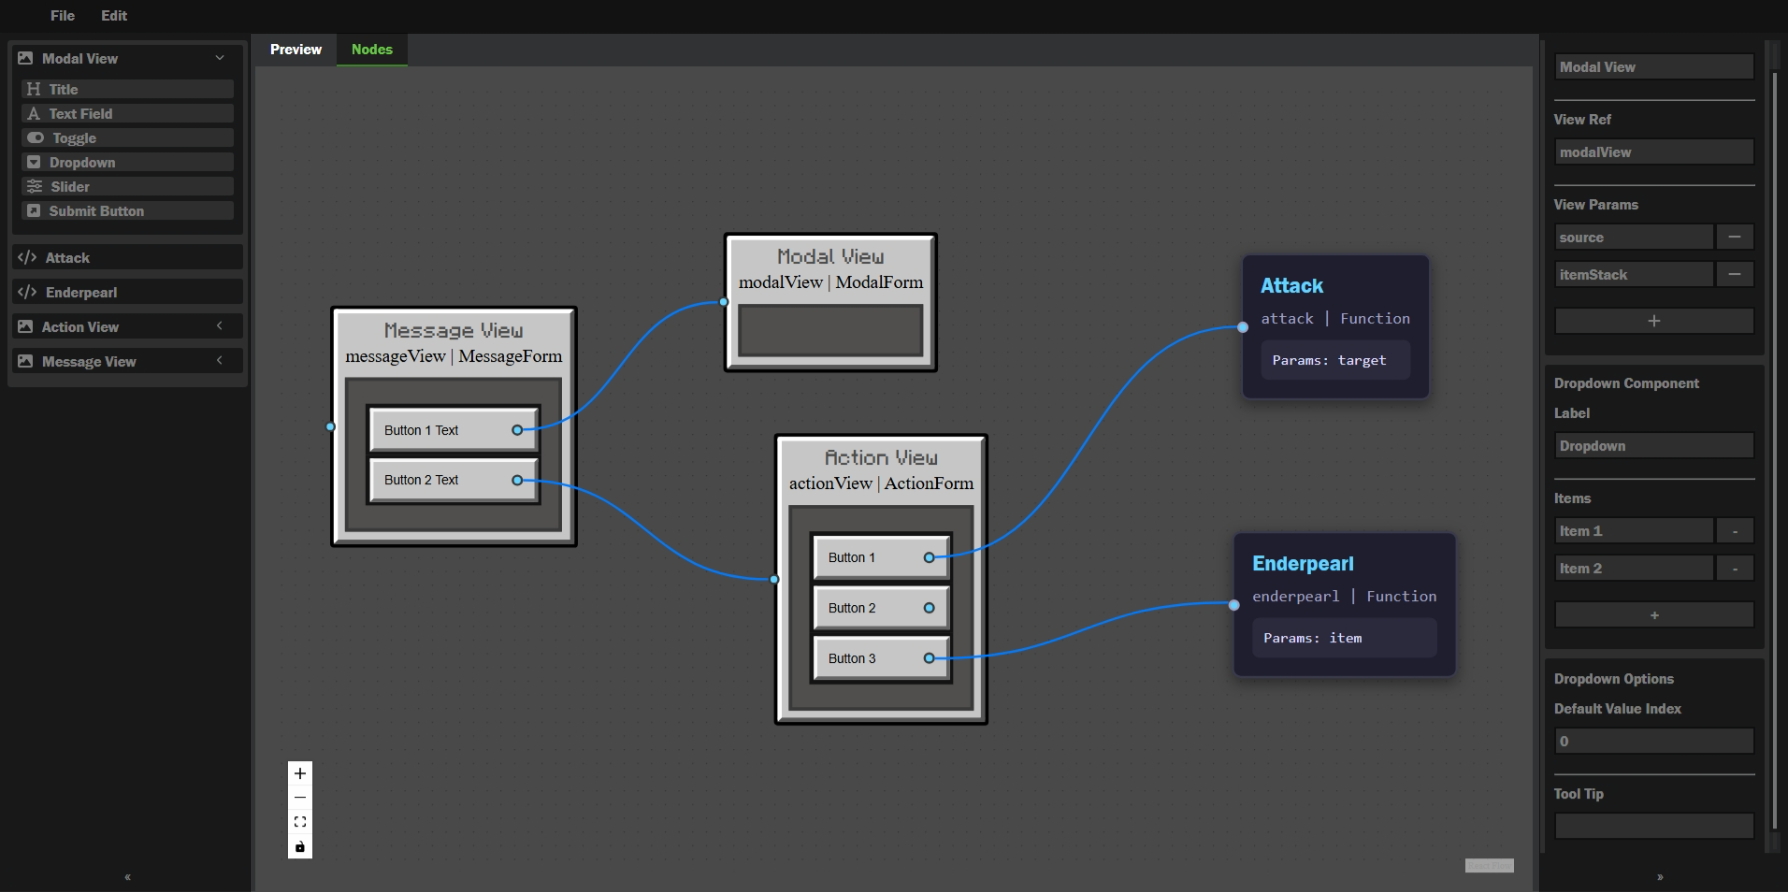 File Edit
Modal View
Title
Text Field
Toggle
Dropdown
Slider
Submit Button
Attack
Enderpearl
Action View
Message View
Preview Nodes
Message View
messageView | MessageForm
Button 1 Text
Button 2 Text
Modal View
modalView | ModalForm
Action View
actionView | ActionForm
Button 1
Button 2
Button 3
Attack
attack | Function
Params: target
Enderpearl
enderpearl | Function
Params: item
Modal View
View Ref
modalView
View Params
source
itemStack
Dropdown Component
Label
Dropdown
Items
Item 1
Item 2
Dropdown Options
Default Value Index
0
Tool Tip